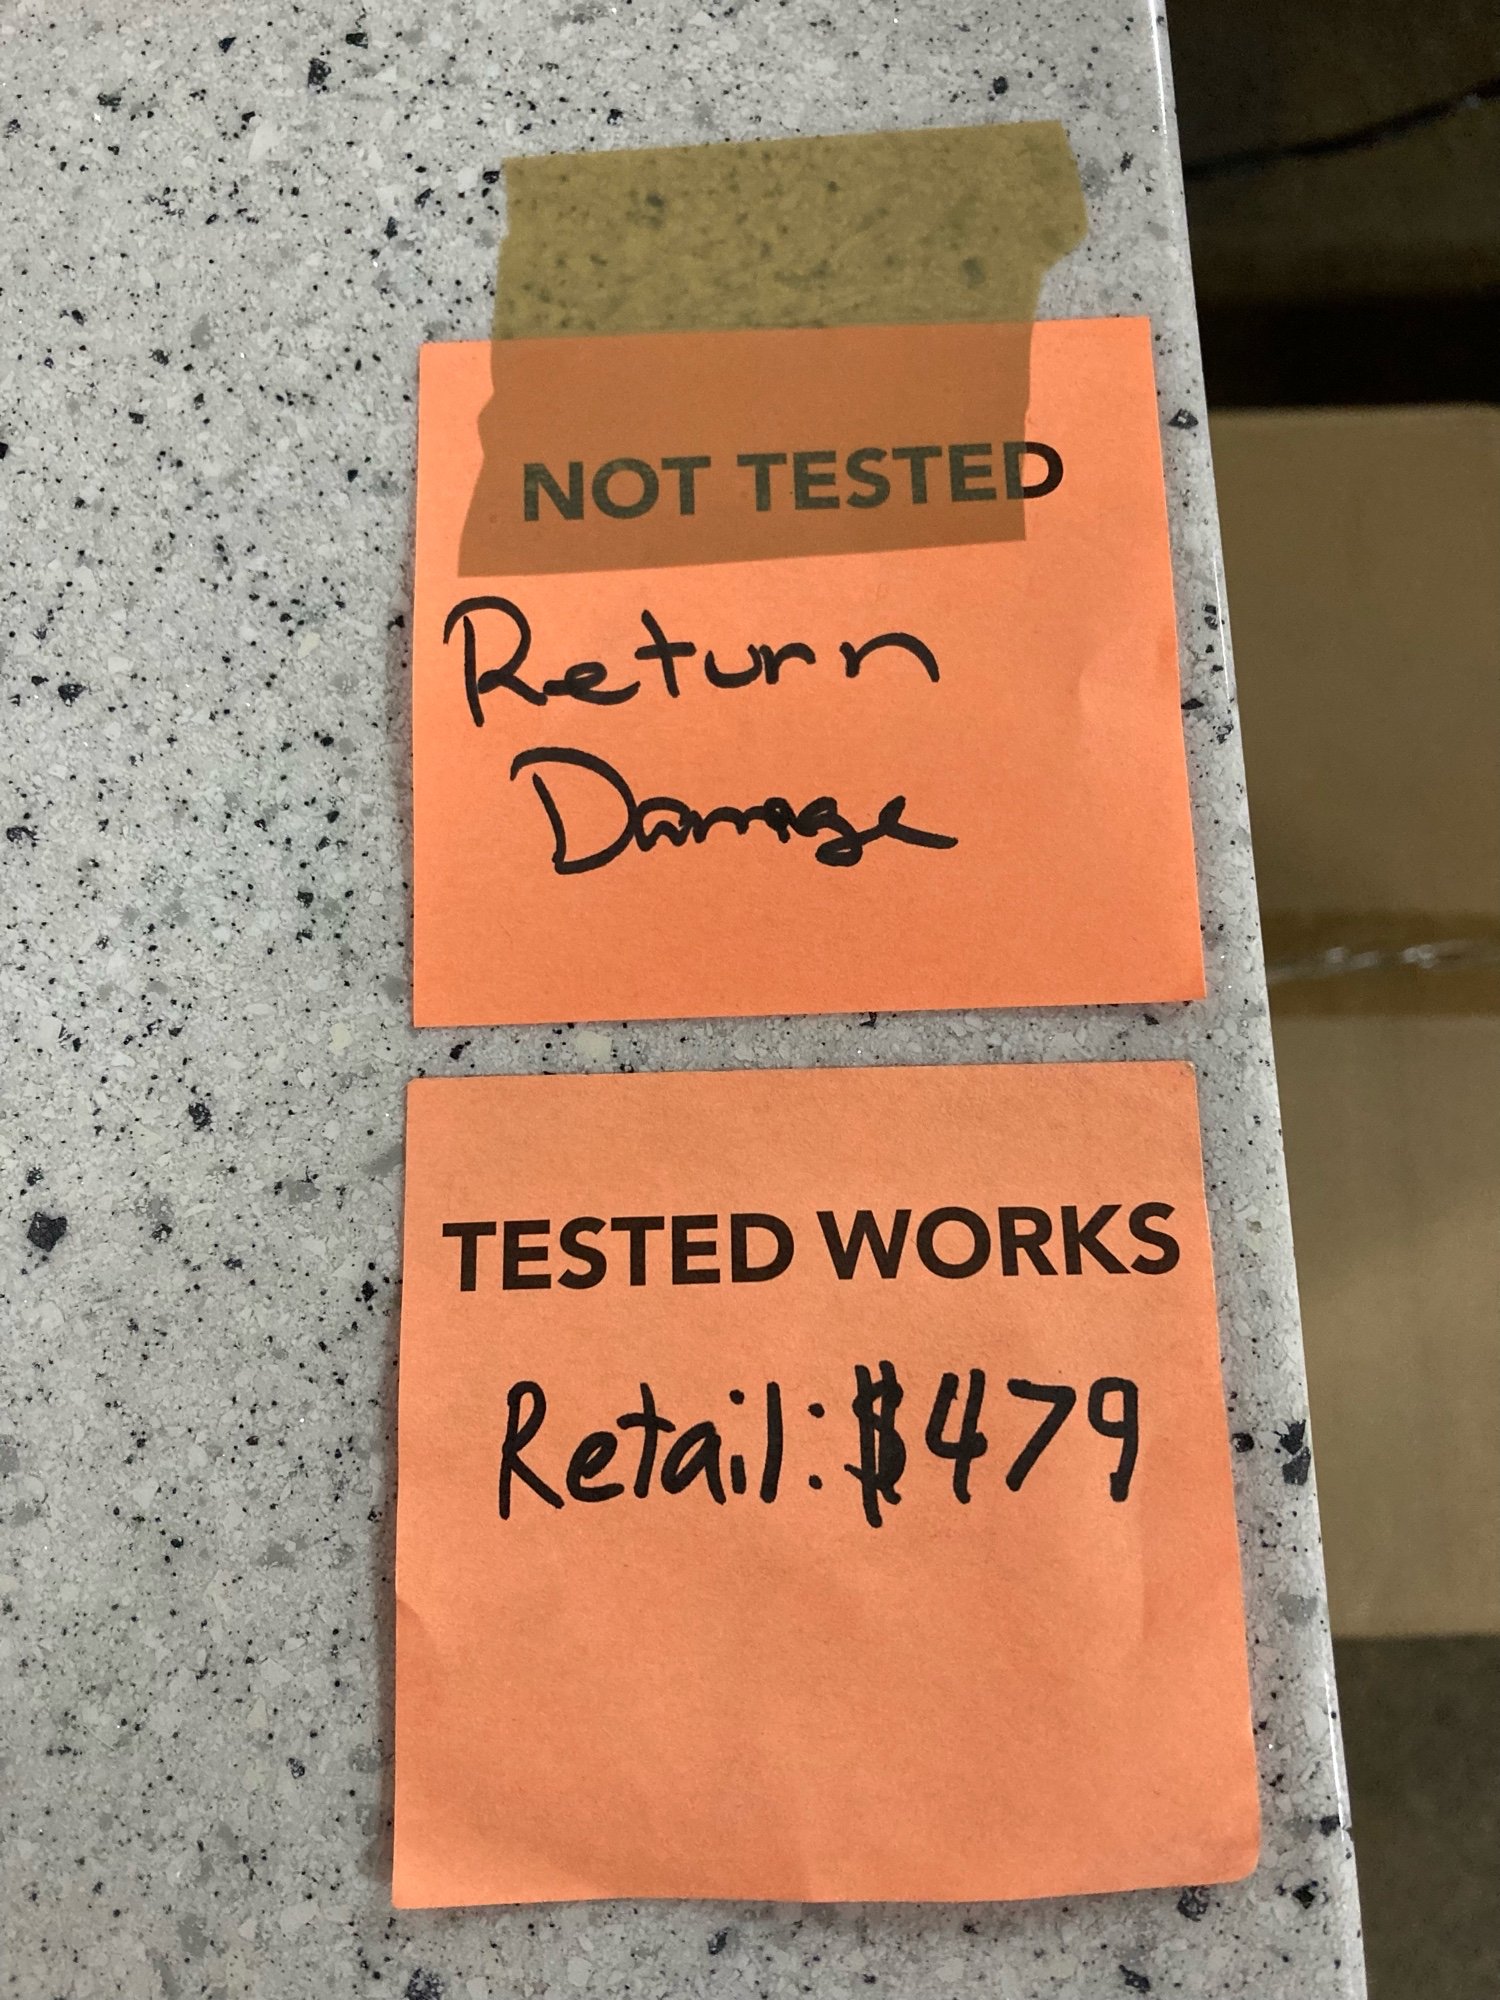 NOT TESTED
Return
Damage
TESTED WORKS
Retail: $479